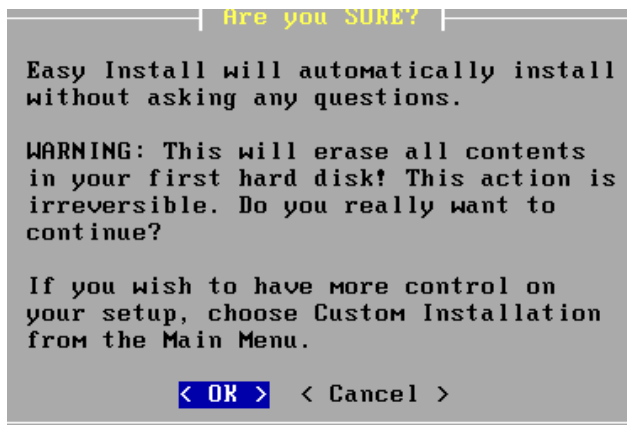 Are you SURE?
Easy Install will automatically install
without asking any questions.
WARNING: This will erase all contents
in your first hard disk! This action is
irreversible. Do you really want to
continue?
If you wish to have more control on
your setup, choose Custom Installation
from the Main Menu.
< OK > < Cancel >